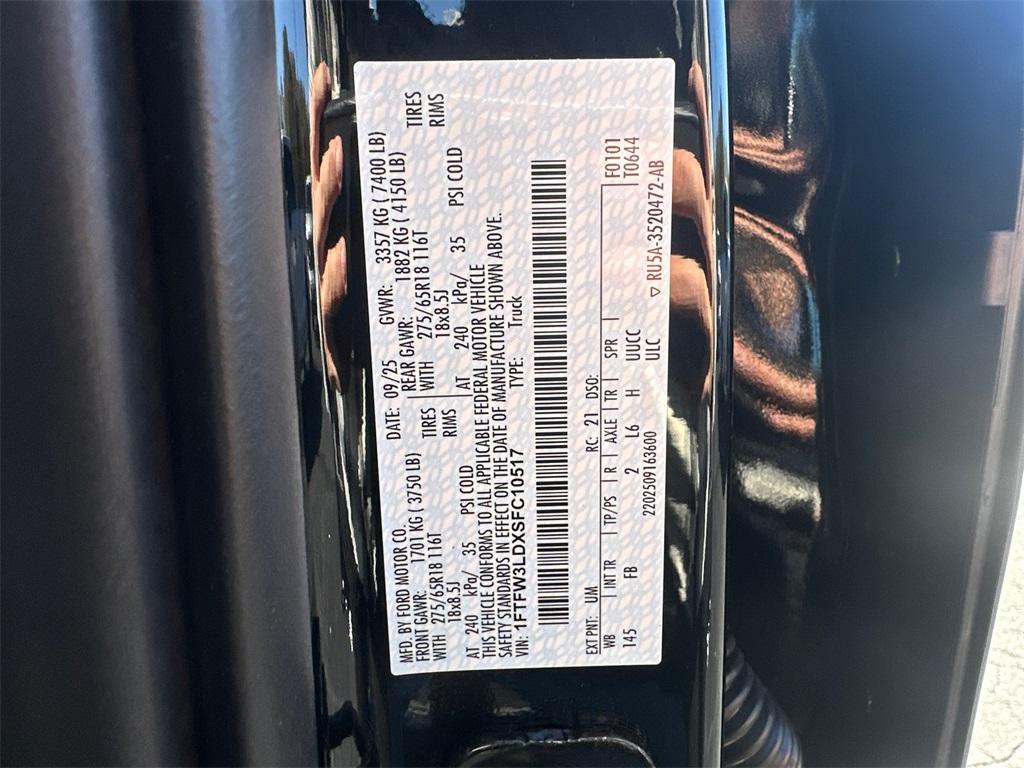 MFD. BY FORD MOTOR CO. DATE: 09/25 GVWR: 3357 KG ( 7400 LB)
FRONT GAWR: 1701 KG ( 3750 LB) REAR GAWR: 1882 KG ( 4150 LB)
WITH 275/65R18 116T TIRES WITH 275/65R18 116T TIRES
18x8.5J RIMS 18x8.5J RIMS
AT 240 kPa/ 35 PSI COLD AT 240 kPa/ 35 PSI COLD
THIS VEHICLE CONFORMS TO ALL APPLICABLE FEDERAL MOTOR VEHICLE
SAFETY STANDARDS IN EFFECT ON THE DATE OF MANUFACTURE SHOWN ABOVE.
VIN: 1FTFW3LDXSFC10517 TYPE: Truck
EXT PNT: UM RC: 21 DSO: F0101
WB | INT TR | TP/PS | R | AXLE | TR | SPR | T0644
145 FB 2 L6 H UUCC
2202509163600 ULC ▽ RU5A-3520472-AB